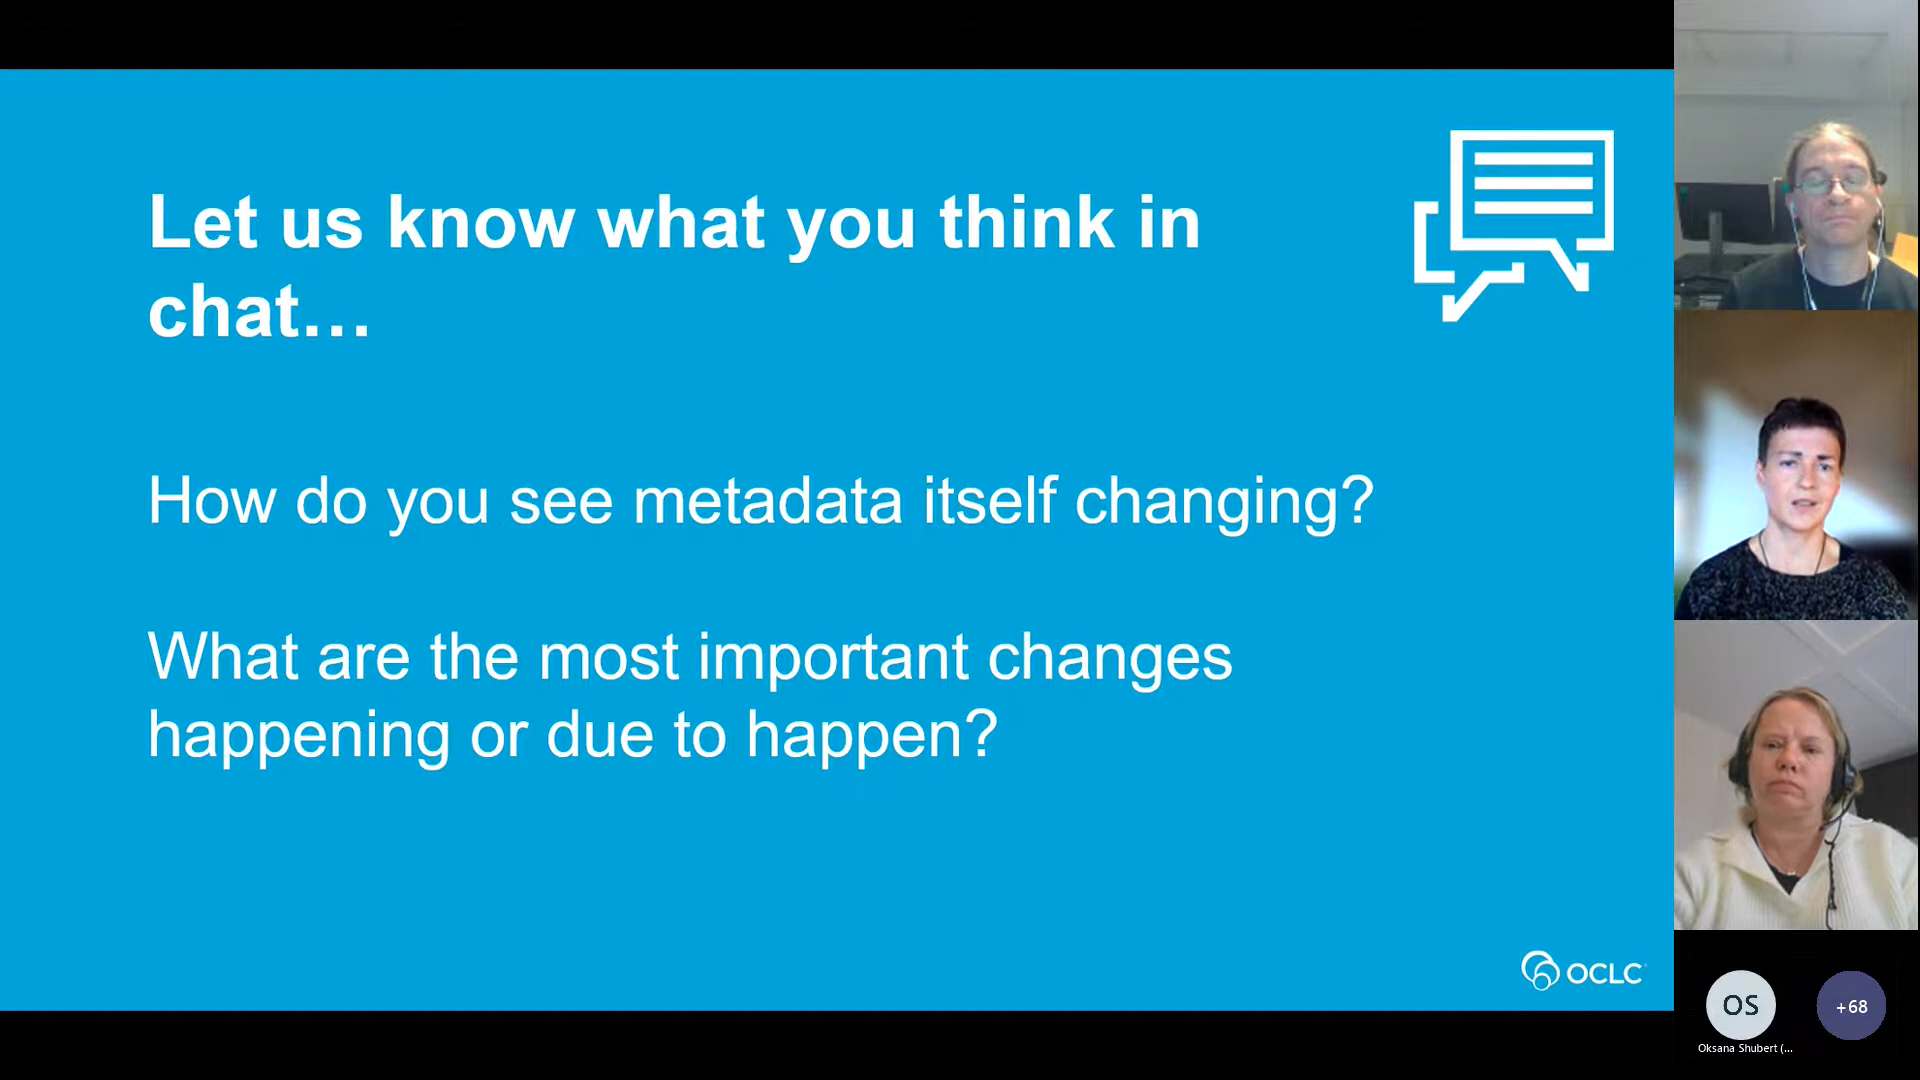 Let us know what you think in
chat…
How do you see metadata itself changing?
What are the most important changes
happening or due to happen?
OCLC
OS
+68
Oksana Shubert (...